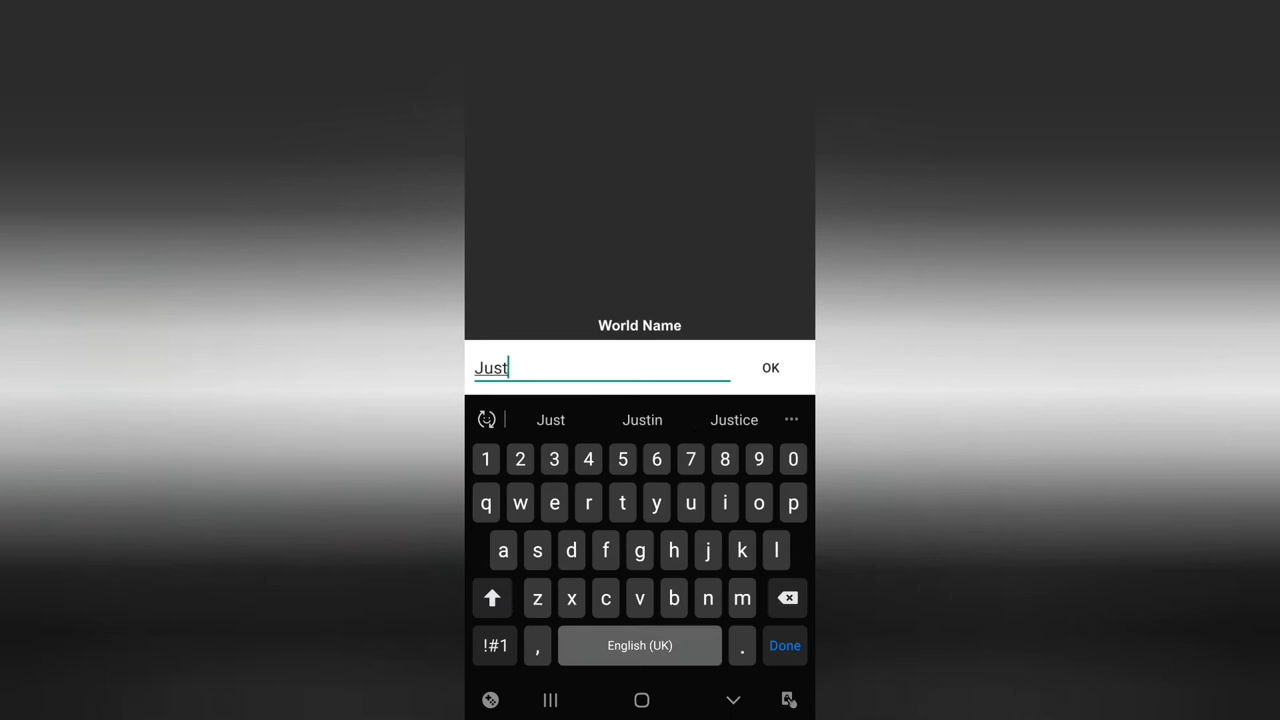 World Name
Just OK
Just Justin Justice ...
1 2 3 4 5 6 7 8 9 0
q w e r t y u i o p
a s d f g h j k l
z x c v b n m
!#1 , English (UK) . Done